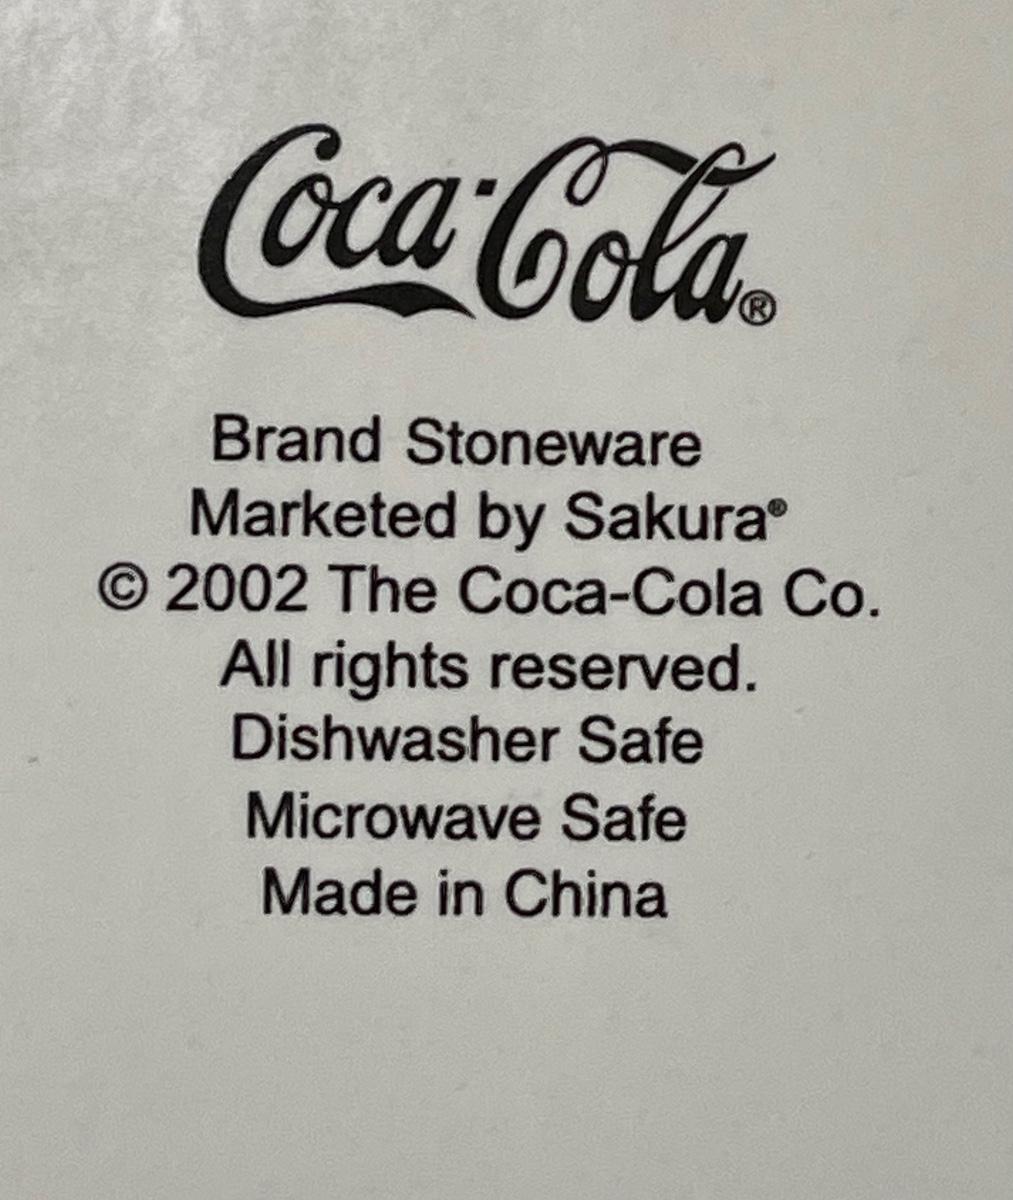 Coca-Cola®
Brand Stoneware
Marketed by Sakura®
© 2002 The Coca-Cola Co.
All rights reserved.
Dishwasher Safe
Microwave Safe
Made in China